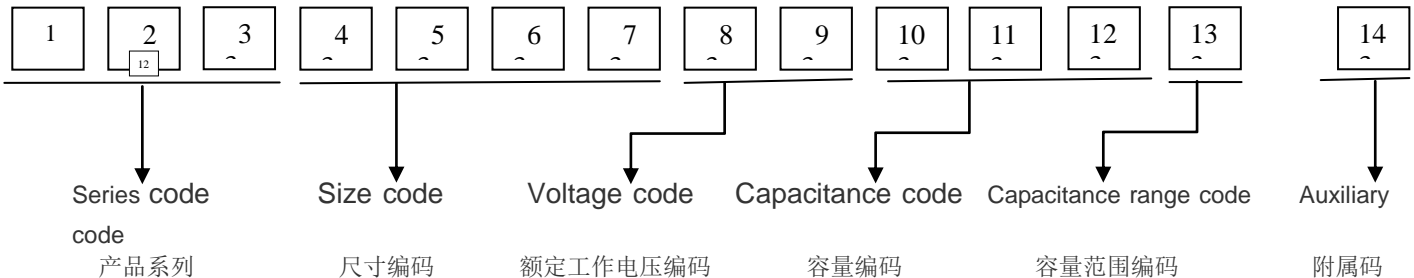 1 2 3 4 5 6 7 8 9 10 11 12 13 14
12
Series code Size code Voltage code Capacitance code Capacitance range code Auxiliary
code
产品系列 尺寸编码 额定工作电压编码 容量编码 容量范围编码 附属码